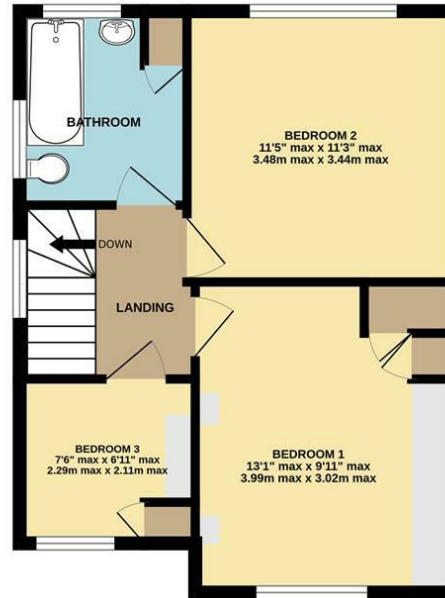 BATHROOM
BEDROOM 2
11'5" max x 11'3" max
3.48m max x 3.44m max
DOWN
LANDING
BEDROOM 3
7'6" max x 6'11" max
2.29m max x 2.11m max
BEDROOM 1
13'1" max x 9'11" max
3.99m max x 3.02m max